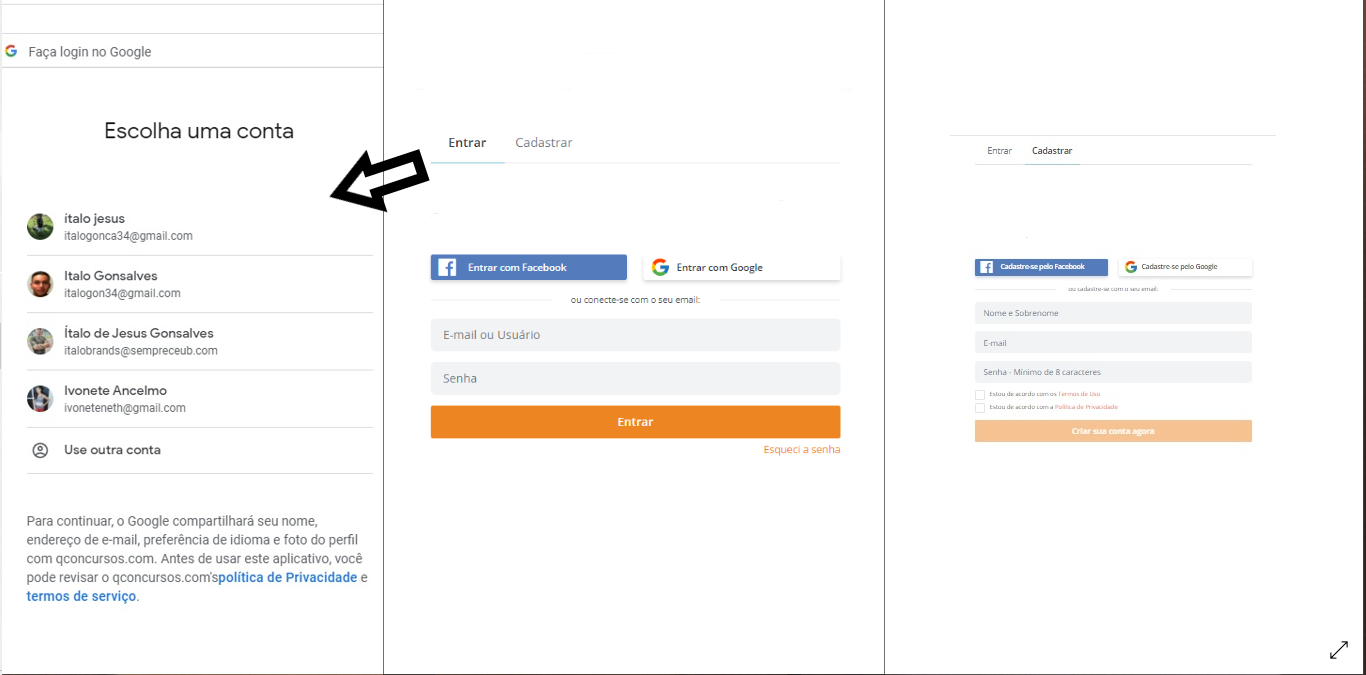 Faça login no Google
Escolha uma conta
ítalo jesus
italogonca34@gmail.com
Italo Gonsalves
italogon34@gmail.com
Ítalo de Jesus Gonsalves
italobrands@sempreceub.com
Ivonete Ancelmo
ivoneteneth@gmail.com
Use outra conta
Para continuar, o Google compartilhará seu nome,
endereço de e-mail, preferência de idioma e foto do perfil
com qconcursos.com. Antes de usar este aplicativo, você
pode revisar o qconcursos.com'spolítica de Privacidade e
termos de serviço.
Entrar Cadastrar
Entrar com Facebook Entrar com Google
ou conecte-se com o seu email:
E-mail ou Usuário
Senha
Entrar
Esqueci a senha
Entrar Cadastrar
Cadastre-se pelo Facebook Cadastre-se pelo Google
ou cadastre-se com o seu email:
Nome e Sobrenome
E-mail
Senha - Mínimo de 8 caracteres
Estou de acordo com os Termos de Uso
Estou de acordo com a Política de Privacidade
Criar sua conta agora